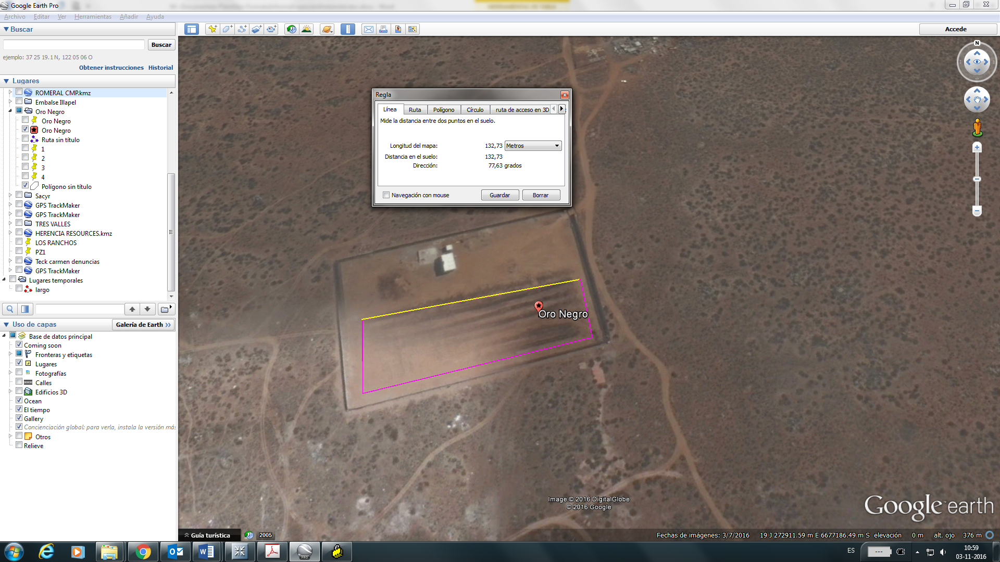 Google Earth Pro
Archivo Editar Ver Herramientas Añadir Ayuda
Buscar
Buscar
ejemplo: 37 25 19.1 N, 122 05 06 O
Obtener instrucciones Historial
Lugares
ROMERAL CMP.kmz
Embalse Illapel
Oro Negro
Oro Negro
Oro Negro
Ruta sin título
1
2
3
4
Polígono sin título
Sacyr
GPS TrackMaker
GPS TrackMaker
TRES VALLES
HERENCIA RESOURCES.kmz
LOS RANCHOS
PZ1
Teck carmen denuncias
GPS TrackMaker
Lugares temporales
largo
Uso de capas
Galería de Earth >>
Base de datos principal
Coming soon
Fronteras y etiquetas
Lugares
Fotografías
Calles
Edificios 3D
Ocean
El tiempo
Gallery
Concienciación global: para verla, instala la versión más
Otros
Relieve
Accede
N
Regla
Línea Ruta Polígono Círculo ruta de acceso en 3D
Mide la distancia entre dos puntos en el suelo.
Longitud del mapa: 132,73 Metros
Distancia en el suelo: 132,73
Dirección: 77,63 grados
Navegación con mouse Guardar Borrar
Oro Negro
Image © 2016 DigitalGlobe
© 2016 Google
Google earth
Guía turística 2005
Fechas de imágenes: 3/7/2016 19 J 272911.59 m E 6677186.49 m S elevación 0 m alt. ojo 376 m
PRO
ES
---
10:59
03-11-2016